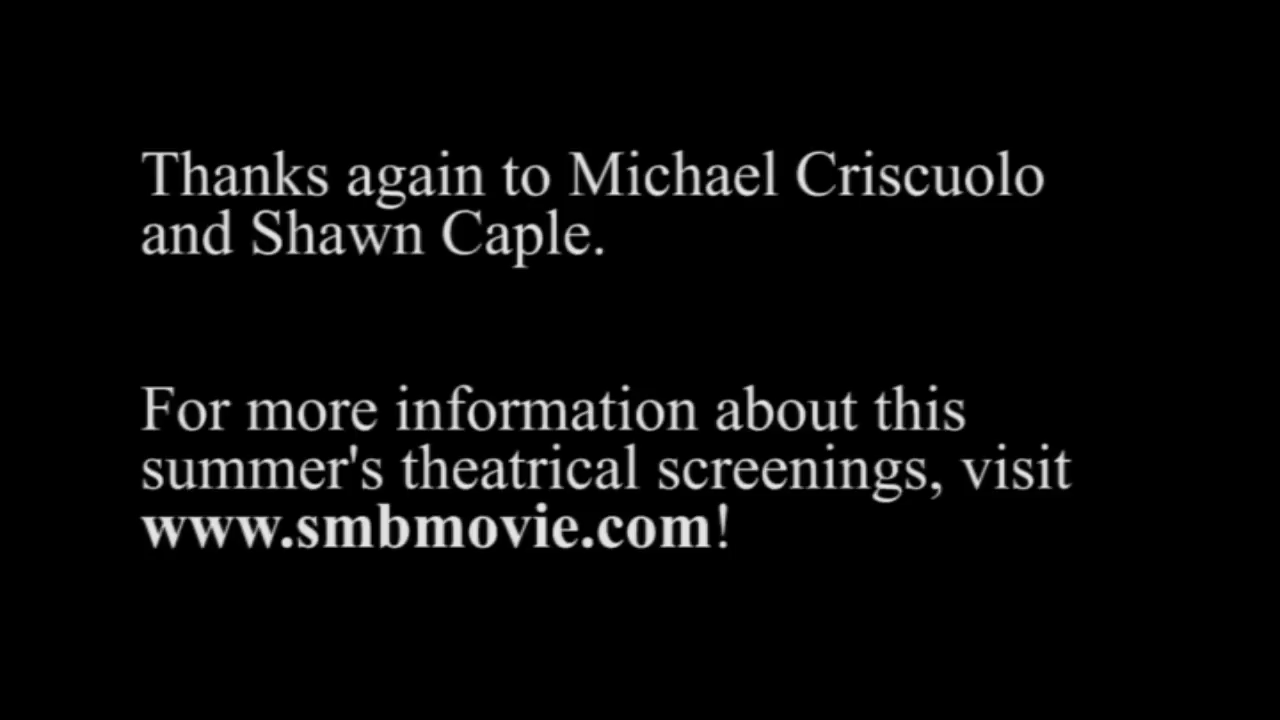 Thanks again to Michael Criscuolo
and Shawn Caple.
For more information about this
summer's theatrical screenings, visit
www.smbmovie.com!